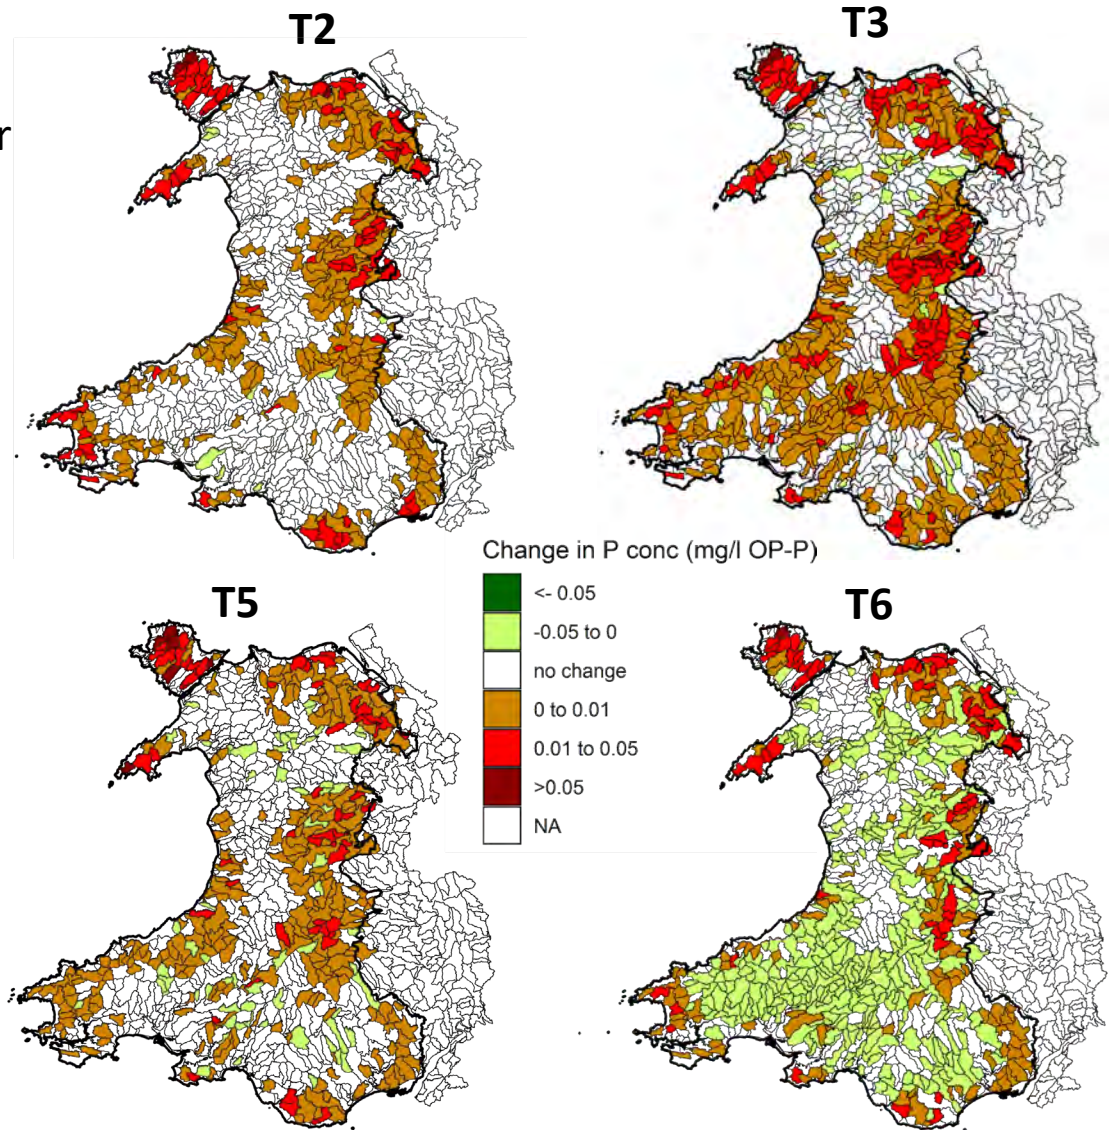 T2
T3
r
Change in P conc (mg/l OP-P)
<- 0.05
-0.05 to 0
no change
0 to 0.01
0.01 to 0.05
>0.05
NA
T5
T6